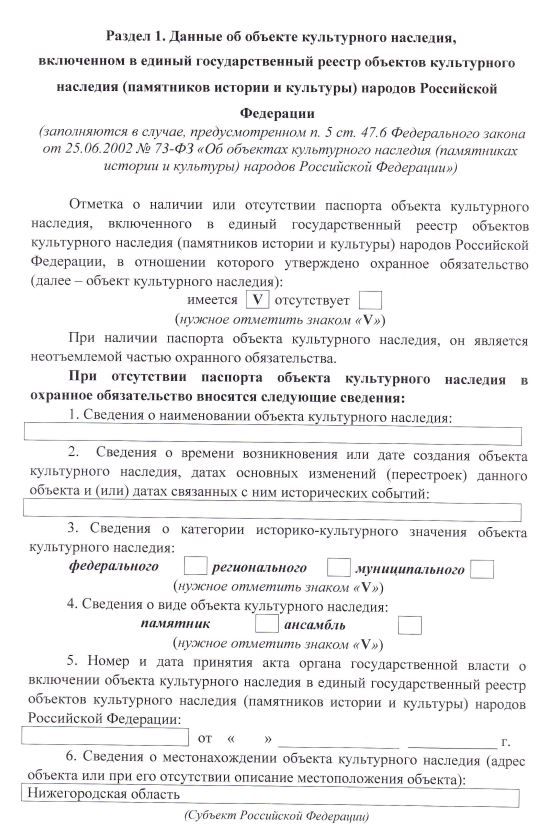 Раздел 1. Данные об объекте культурного наследия,
включенном в единый государственный реестр объектов культурного
наследия (памятников истории и культуры) народов Российской
Федерации
(заполняются в случае, предусмотренном п. 5 ст. 47.6 Федерального закона
от 25.06.2002 № 73-ФЗ «Об объектах культурного наследия (памятниках
истории и культуры) народов Российской Федерации»)
Отметка о наличии или отсутствии паспорта объекта культурного
наследия, включенного в единый государственный реестр объектов
культурного наследия (памятников истории и культуры) народов Российской
Федерации, в отношении которого утверждено охранное обязательство
(далее – объект культурного наследия):
имеется V отсутствует
(нужное отметить знаком «V»)
При наличии паспорта объекта культурного наследия, он является
неотъемлемой частью охранного обязательства.
При отсутствии паспорта объекта культурного наследия в
охранное обязательство вносятся следующие сведения:
1. Сведения о наименовании объекта культурного наследия:
2. Сведения о времени возникновения или дате создания объекта
культурного наследия, датах основных изменений (перестроек) данного
объекта и (или) датах связанных с ним исторических событий:
3. Сведения о категории историко-культурного значения объекта
культурного наследия:
федерального регионального муниципального
(нужное отметить знаком «V»)
4. Сведения о виде объекта культурного наследия:
памятник ансамбль
(нужное отметить знаком «V»)
5. Номер и дата принятия акта органа государственной власти о
включении объекта культурного наследия в единый государственный реестр
объектов культурного наследия (памятников истории и культуры) народов
Российской Федерации:
от « » ____________ ____________ г.
6. Сведения о местонахождении объекта культурного наследия (адрес
объекта или при его отсутствии описание местоположения объекта):
Нижегородская область
(Субъект Российской Федерации)